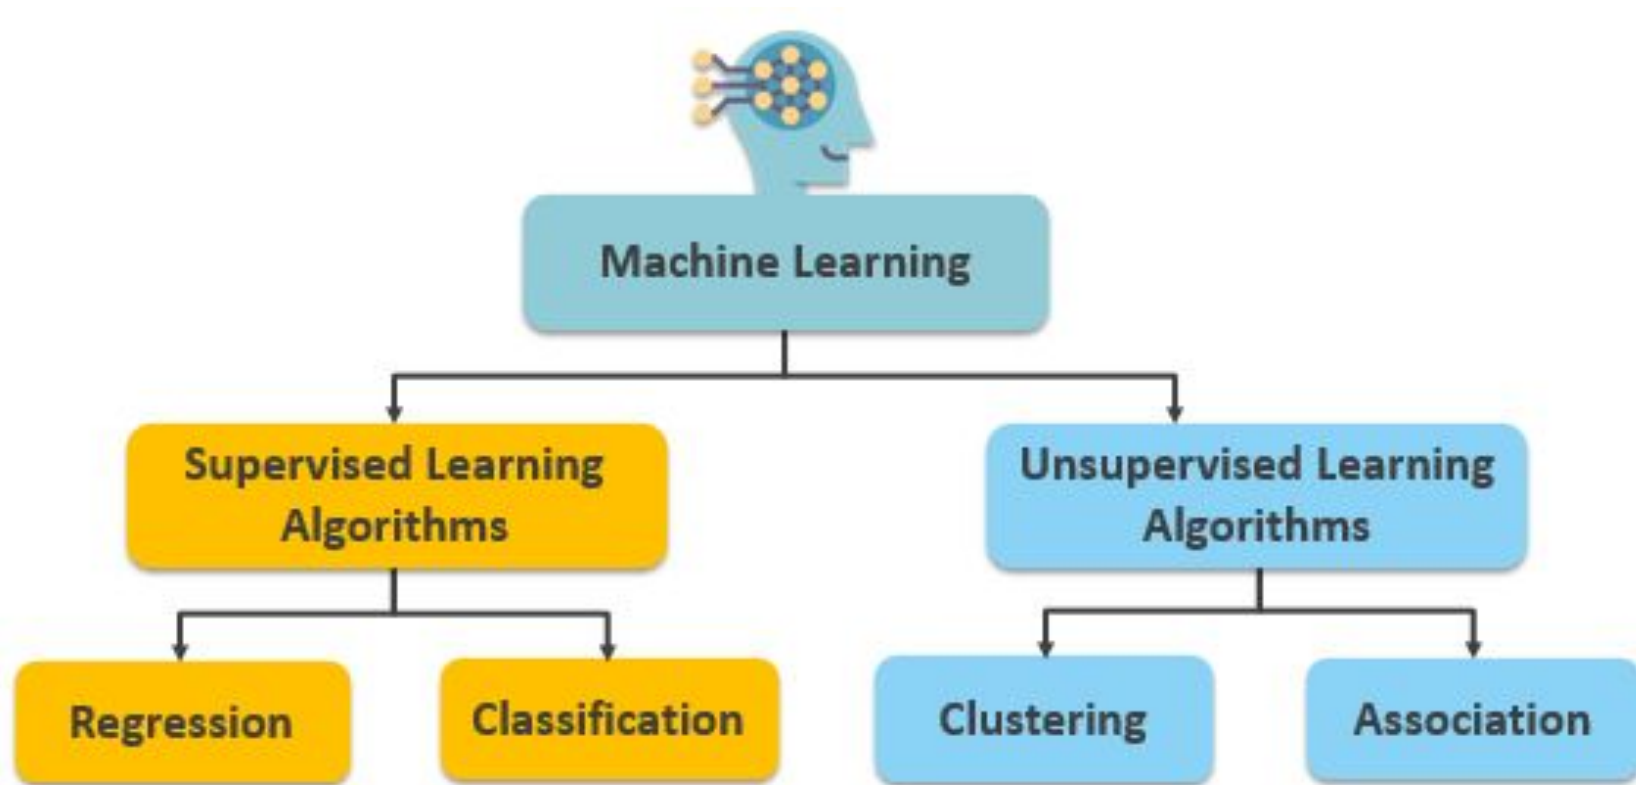 Machine Learning
Supervised Learning
Algorithms
Unsupervised Learning
Algorithms
Regression
Classification
Clustering
Association